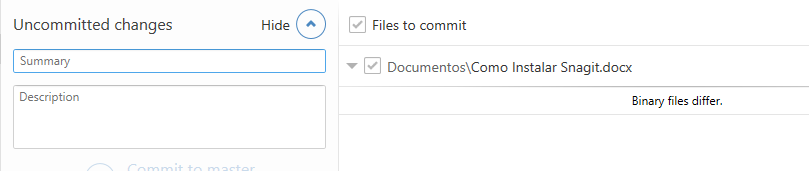 Uncommitted changes
Hide
Summary
Description
Commit to master
Files to commit
Documentos\Como Instalar Snagit.docx
Binary files differ.